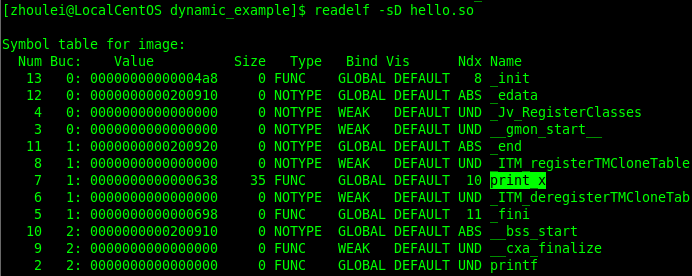 [zhoulei@LocalCentOS dynamic_example]$ readelf -sD hello.so
Symbol table for image:
Num Buc: Value Size Type Bind Vis Ndx Name
13 0: 00000000000004a8 0 FUNC GLOBAL DEFAULT 8 _init
12 0: 0000000000200910 0 NOTYPE GLOBAL DEFAULT ABS _edata
4 0: 0000000000000000 0 NOTYPE WEAK DEFAULT UND _Jv_RegisterClasses
3 0: 0000000000000000 0 NOTYPE WEAK DEFAULT UND __gmon_start__
11 1: 0000000000200920 0 NOTYPE GLOBAL DEFAULT ABS _end
8 1: 0000000000000000 0 NOTYPE WEAK DEFAULT UND _ITM_registerTMCloneTable
7 1: 0000000000000638 35 FUNC GLOBAL DEFAULT 10 print_x
6 1: 0000000000000000 0 NOTYPE WEAK DEFAULT UND _ITM_deregisterTMCloneTab
5 1: 0000000000000698 0 FUNC GLOBAL DEFAULT 11 _fini
10 2: 0000000000200910 0 NOTYPE GLOBAL DEFAULT ABS __bss_start
9 2: 0000000000000000 0 FUNC WEAK DEFAULT UND __cxa_finalize
2 2: 0000000000000000 0 FUNC GLOBAL DEFAULT UND printf